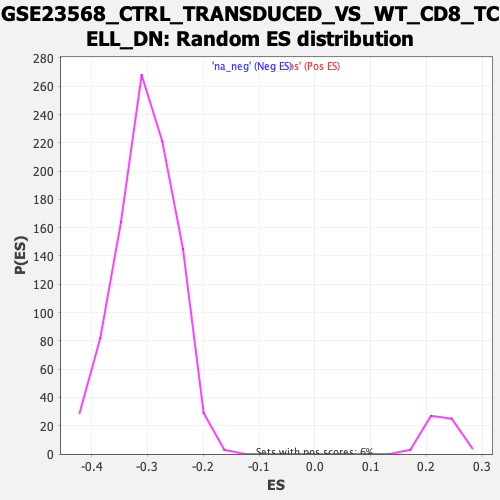 GSE23568_CTRL_TRANSDUCED_VS_WT_CD8_TC
ELL_DN: Random ES distribution
'na_neg' (Neg ES)
(Pos ES)
280
260
240
220
200
180
160
140
120
100
80
60
40
20
0
P(ES)
Sets with pos scores: 6%
-0.4 -0.3 -0.2 -0.1 0.0 0.1 0.2 0.3
ES